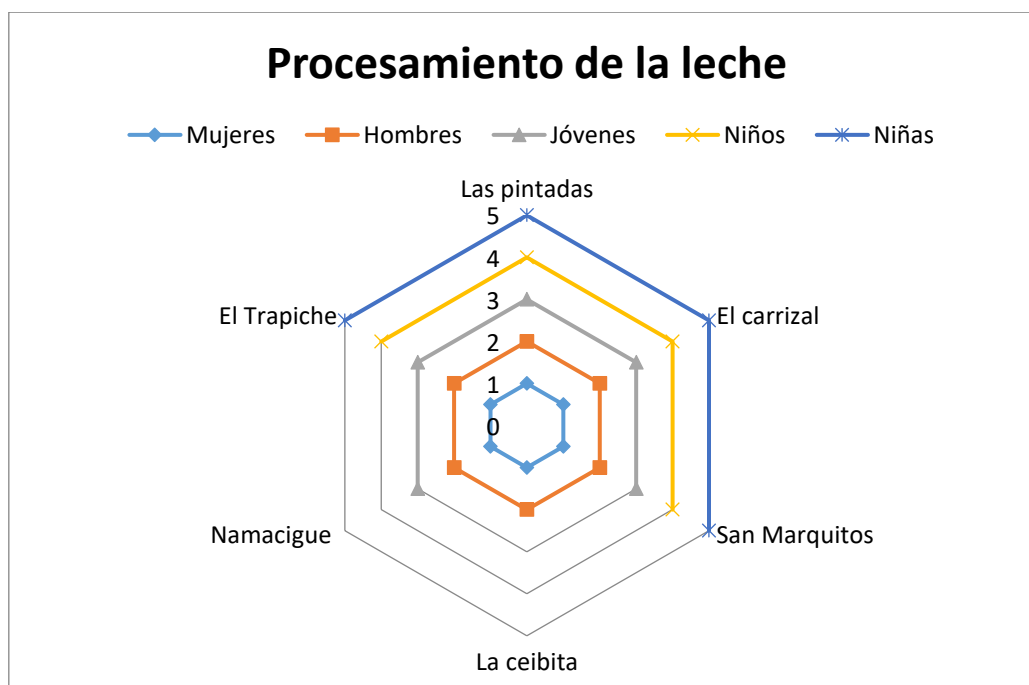 Procesamiento de la leche
Mujeres Hombres Jóvenes Niños Niñas
Las pintadas
5
4
El Trapiche 3 El carrizal
2
1
0
Namacigue San Marquitos
La ceibita